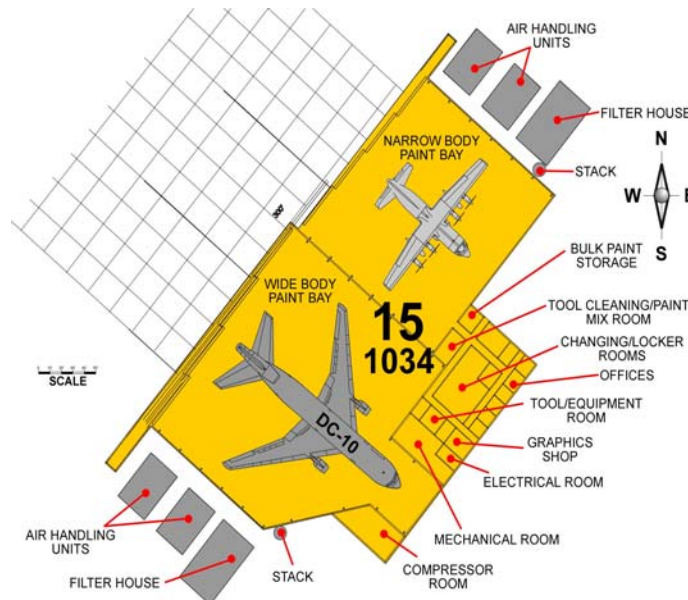 AIR HANDLING
UNITS
FILTER HOUSE
NARROW BODY
PAINT BAY
STACK
N
W
E
S
300'
BULK PAINT
STORAGE
WIDE BODY
PAINT BAY
15
1034
TOOL CLEANING/PAINT
MIX ROOM
CHANGING/LOCKER
ROOMS
OFFICES
SCALE
TOOL/EQUIPMENT
ROOM
DC-10
GRAPHICS
SHOP
ELECTRICAL ROOM
MECHANICAL ROOM
AIR HANDLING
UNITS
FILTER HOUSE
STACK
COMPRESSOR
ROOM